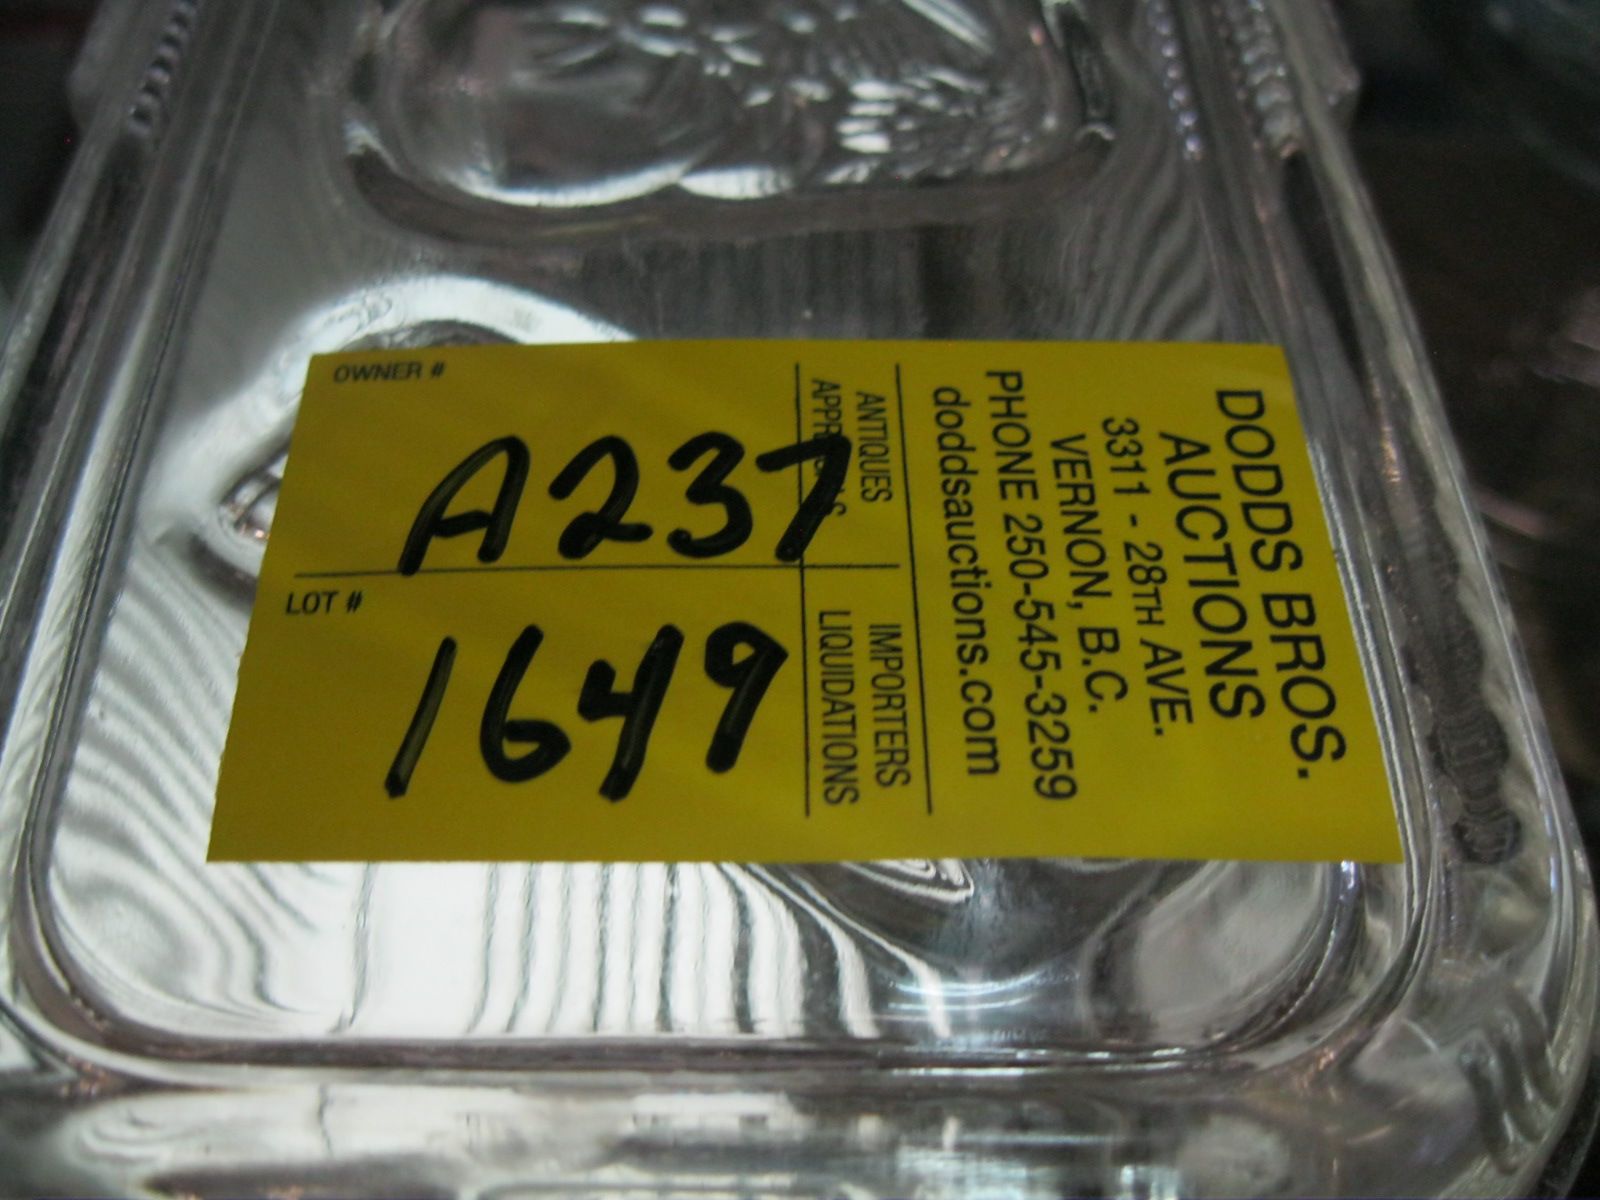 OWNER #
A237
LOT #
1649
ANTIQUES
APPRAISALS
IMPORTERS
LIQUIDATIONS
DODDS BROS.
AUCTIONS
3311 - 28TH AVE.
VERNON, B.C.
PHONE 250-545-3259
doddsauctions.com